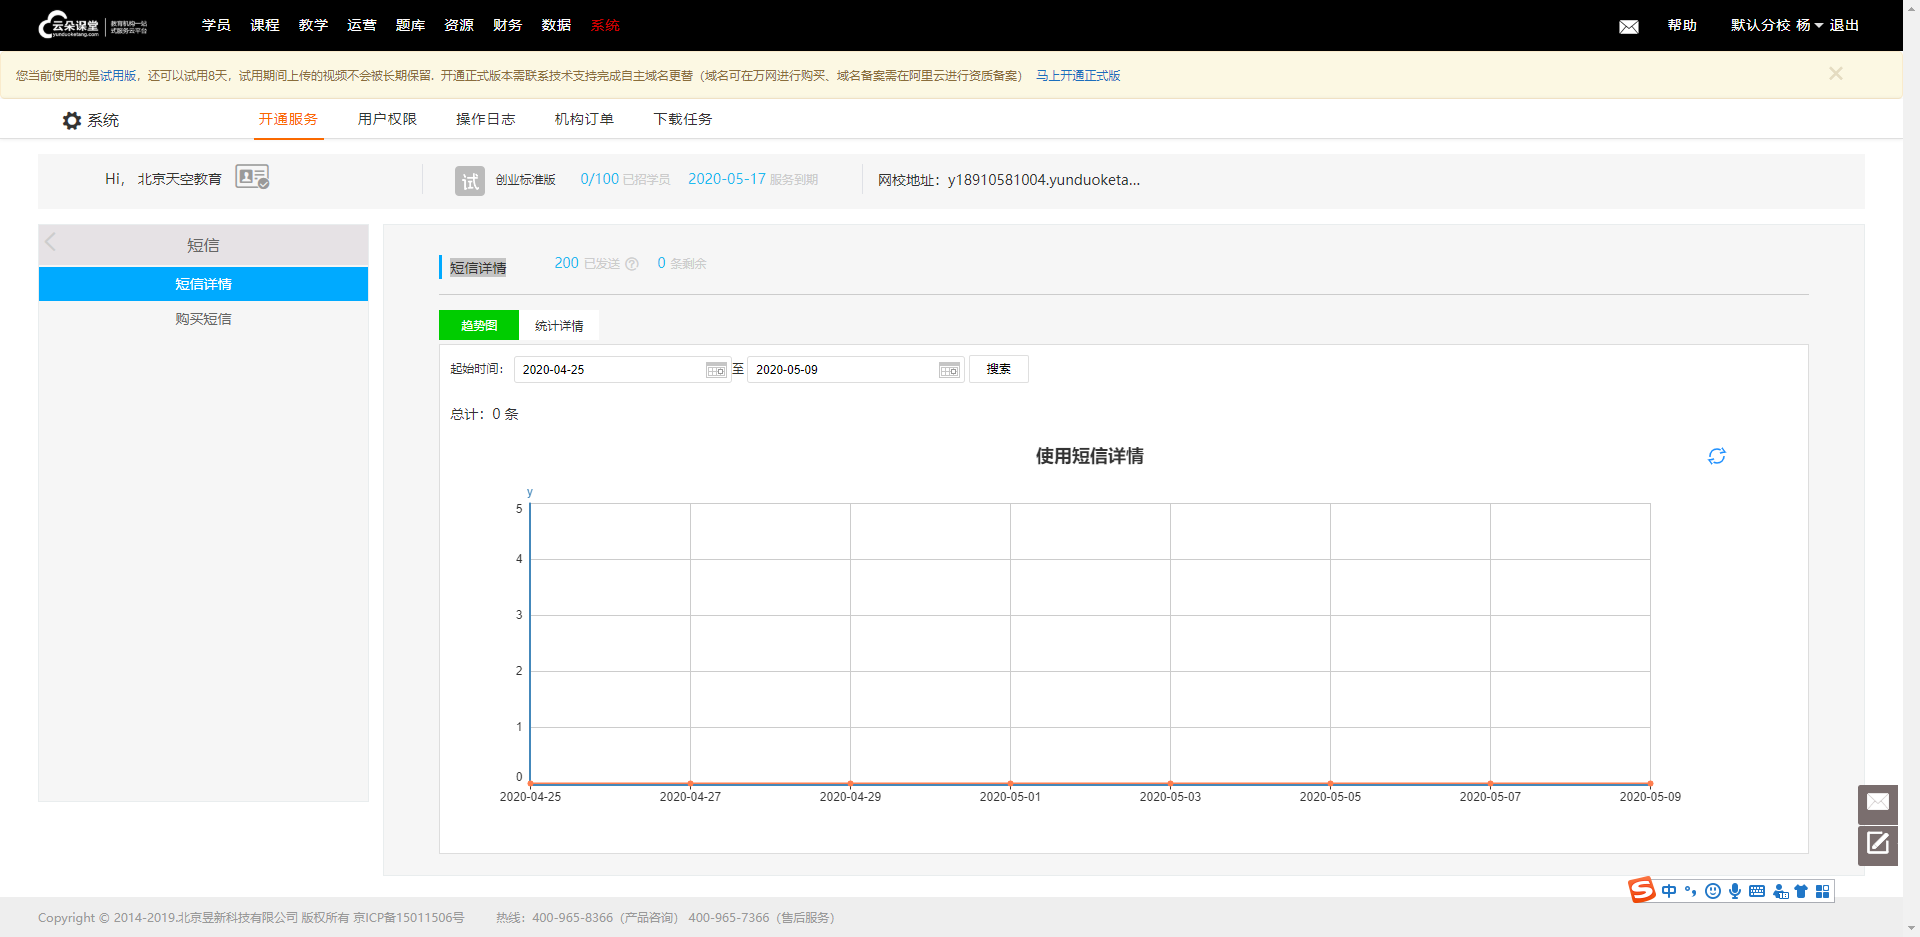 云朵课堂 教育机构一站式服务云平台
yunduoketang.com
学员 课程 教学 运营 题库 资源 财务 数据 系统 帮助 默认分校 杨 退出
您当前使用的是试用版，还可以试用8天，试用期间上传的视频不会被长期保留. 开通正式版本需联系技术支持完成自主域名更替（域名可在万网进行购买、域名备案需在阿里云进行资质备案） 马上开通正式版
系统 开通服务 用户权限 操作日志 机构订单 下载任务
Hi， 北京天空教育 试 创业标准版 0/100 已招学员 2020-05-17 服务到期 网校地址：y18910581004.yunduoketa...
短信
短信详情
购买短信
短信详情 200 已发送 ? 0 条剩余
趋势图 统计详情
起始时间： 2020-04-25 至 2020-05-09 搜索
总计：0 条
使用短信详情
y
5
4
3
2
1
0
2020-04-25 2020-04-27 2020-04-29 2020-05-01 2020-05-03 2020-05-05 2020-05-07 2020-05-09
S 中
Copyright © 2014-2019.北京昱新科技有限公司 版权所有 京ICP备15011506号 热线：400-965-8366（产品咨询） 400-965-7366（售后服务）